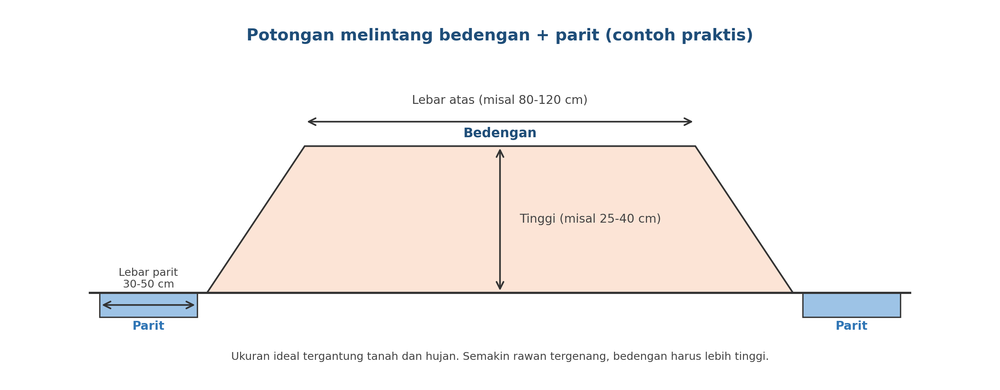 Potongan melintang bedengan + parit (contoh praktis)
Lebar atas (misal 80-120 cm)
Bedengan
Tinggi (misal 25-40 cm)
Lebar parit
30-50 cm
Parit
Parit
Ukuran ideal tergantung tanah dan hujan. Semakin rawan tergenang, bedengan harus lebih tinggi.